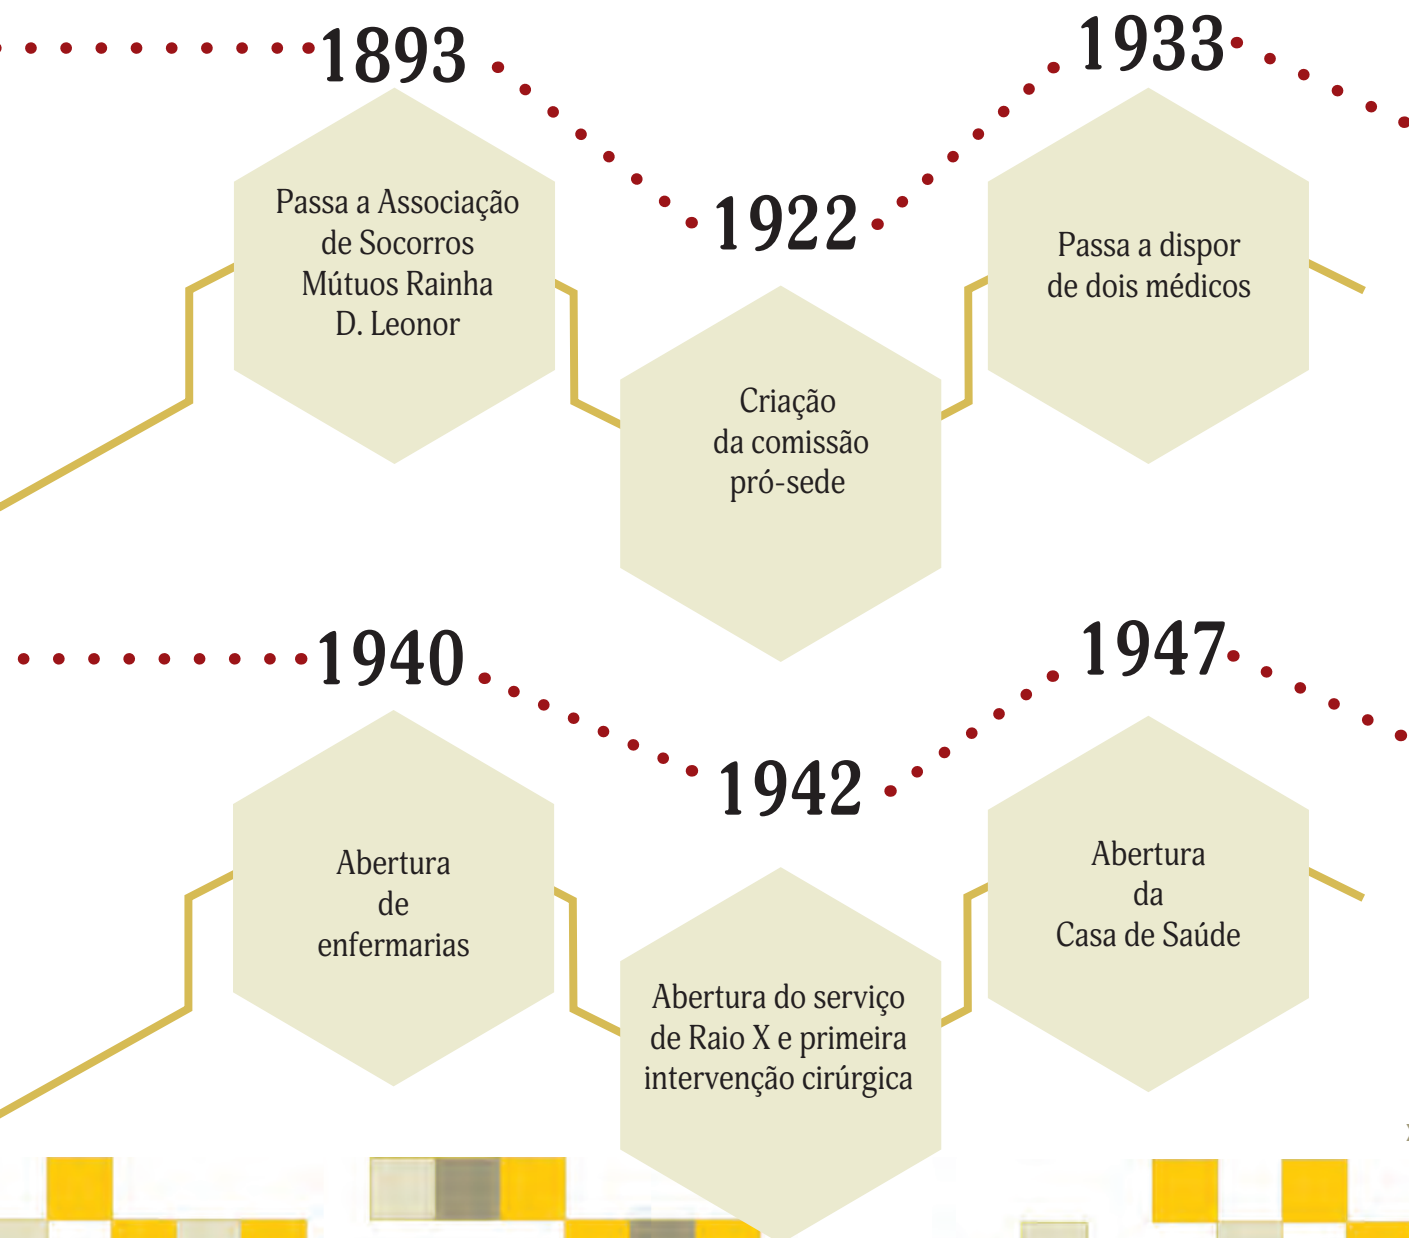 1893
Passa a Associação
de Socorros
Mútuos Rainha
D. Leonor
1922
Criação
da comissão
pró-sede
1933
Passa a dispor
de dois médicos
1940
Abertura
de
enfermarias
1942
Abertura do serviço
de Raio X e primeira
intervenção cirúrgica
1947
Abertura
da
Casa de Saúde